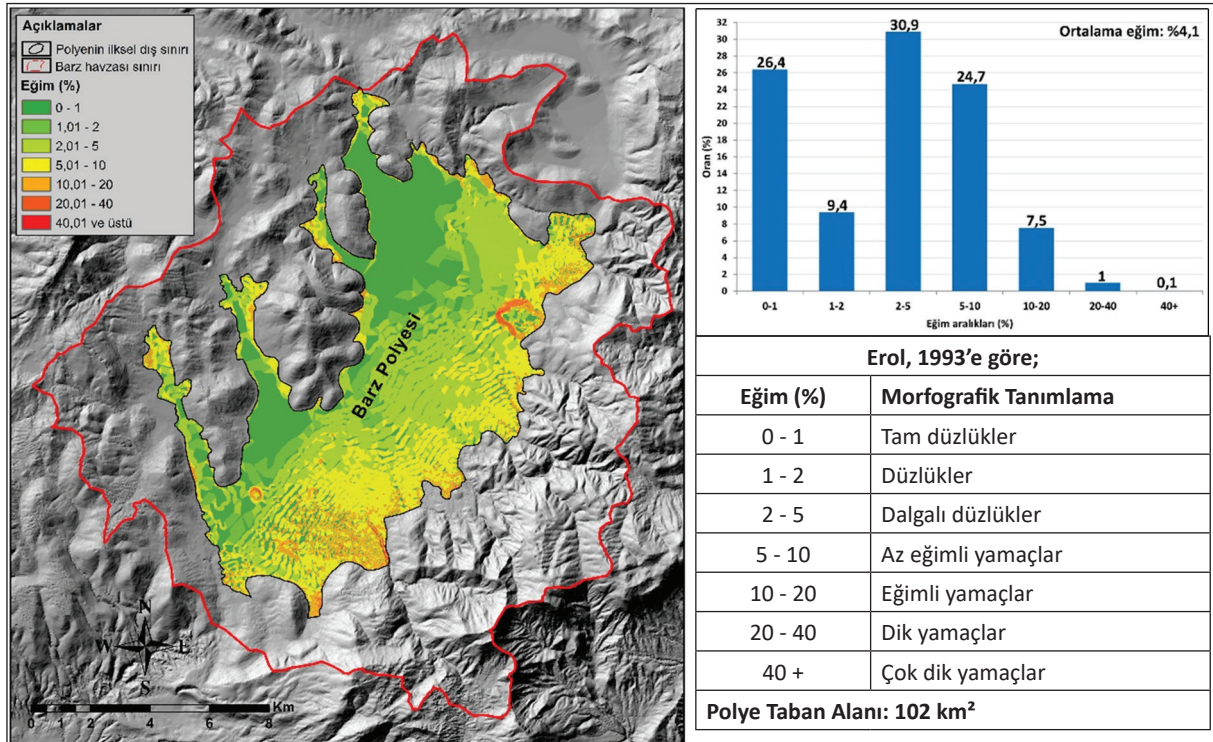 Açıklamalar
Polyenin ilksel dış sınırı
Barz havzası sınırı
Eğim (%)
0 - 1
1,01 - 2
2,01 - 5
5,01 - 10
10,01 - 20
20,01 - 40
40,01 ve üstü
Barz Polyesi
N
W E
S
0 2 4 6 8
Km
Ortalama eğim: %4,1
Oran (%)
32
30
28
26
24
22
20
18
16
14
12
10
8
6
4
2
0
26,4
9,4
30,9
24,7
7,5
1
0,1
0-1 1-2 2-5 5-10 10-20 20-40 40+
Eğim aralıkları (%)
Erol, 1993’e göre;
Eğim (%) Morfografik Tanımlama
0 - 1 Tam düzlükler
1 - 2 Düzlükler
2 - 5 Dalgalı düzlükler
5 - 10 Az eğimli yamaçlar
10 - 20 Eğimli yamaçlar
20 - 40 Dik yamaçlar
40 + Çok dik yamaçlar
Polye Taban Alanı: 102 km²